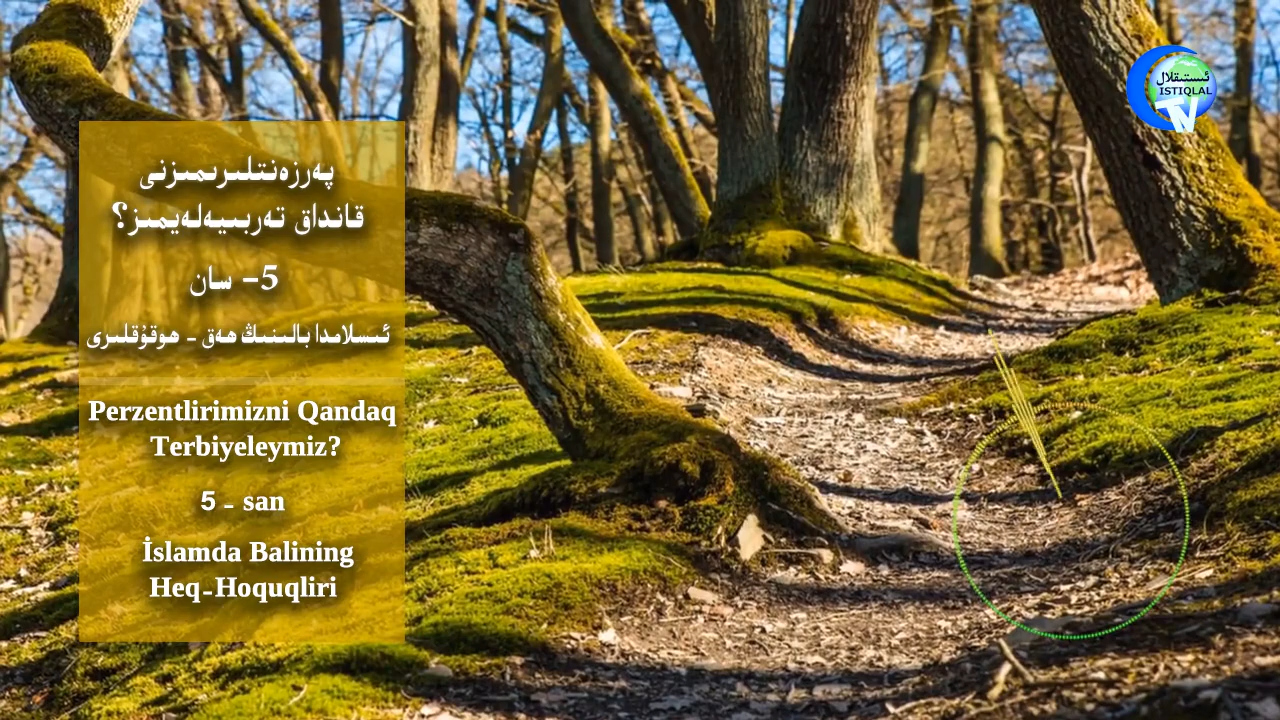 پەرزەنتلىرىمىزنى
قانداق تەربىيەلەيمىز؟
5- سان
ئىسلامدا بالىنىڭ ھەق - ھوقۇقلىرى
Perzentlirimizni Qandaq
Terbiyeleymiz?
5 - san
İslamda Balining
Heq-Hoquqliri
ئىستىقلال
ISTIQLAL
TV